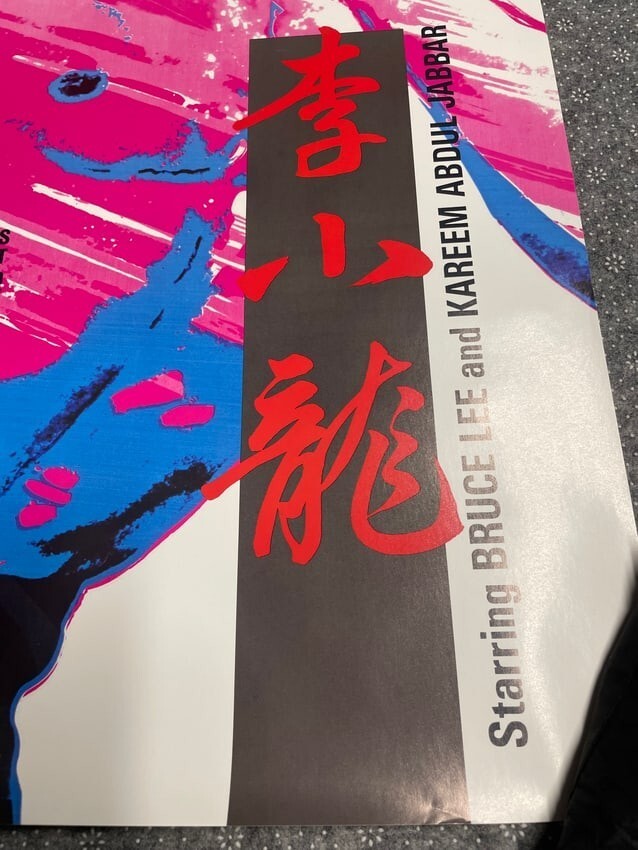 李小龍
Starring BRUCE LEE and KAREEM ABDUL JABBAR